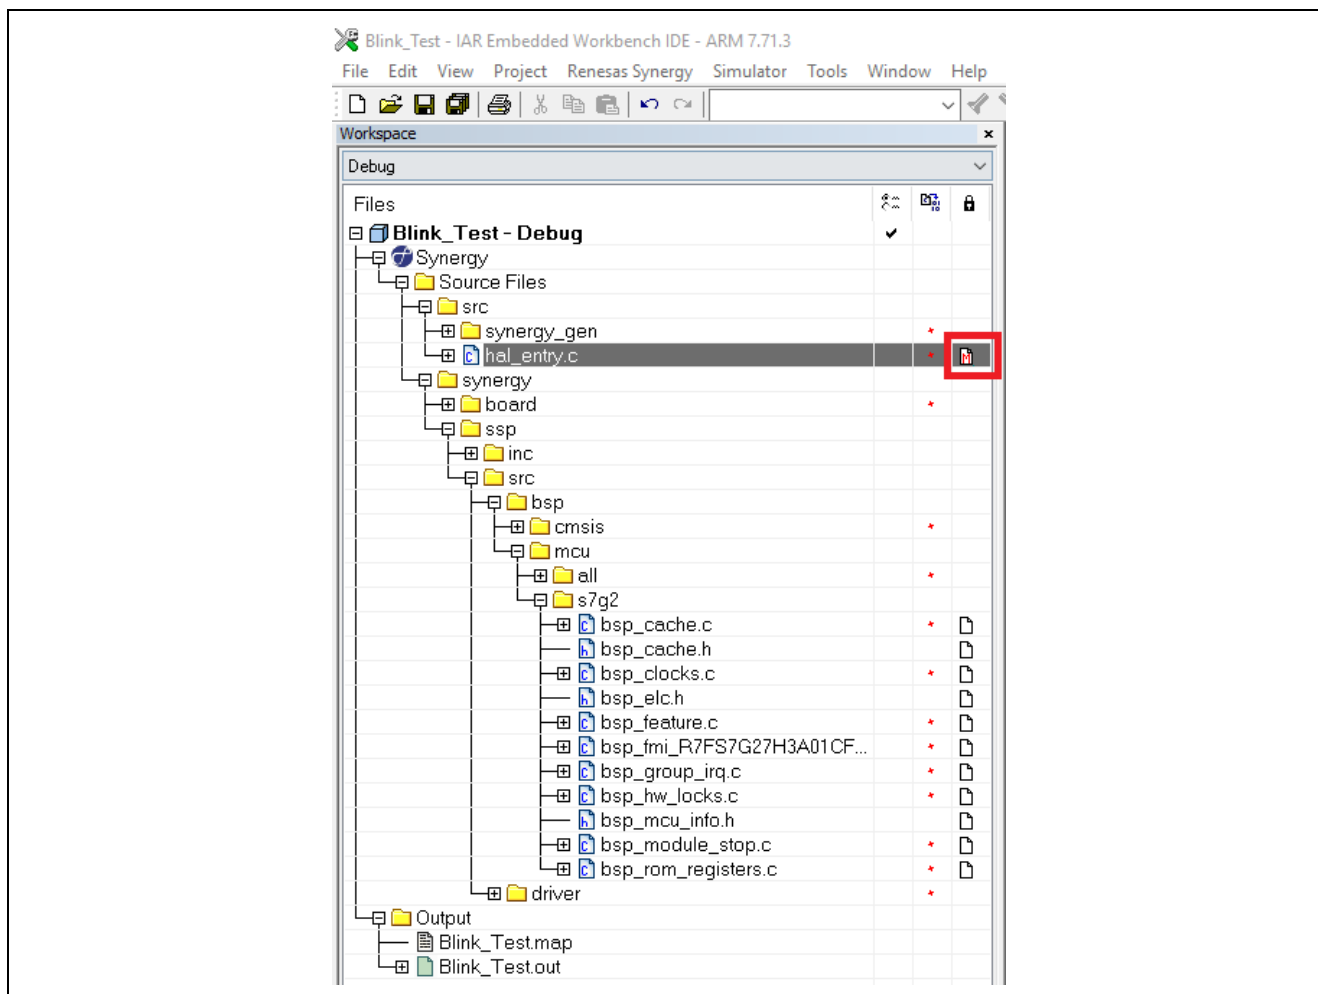 Blink_Test - IAR Embedded Workbench IDE - ARM 7.71.3
File Edit View Project Renesas Synergy Simulator Tools Window Help
Workspace
Debug
Files
Blink_Test - Debug
Synergy
Source Files
src
synergy_gen
hal_entry.c
synergy
board
ssp
inc
src
bsp
cmsis
mcu
all
s7g2
bsp_cache.c
bsp_cache.h
bsp_clocks.c
bsp_elc.h
bsp_feature.c
bsp_fmi_R7FS7G27H3A01CF...
bsp_group_irq.c
bsp_hw_locks.c
bsp_mcu_info.h
bsp_module_stop.c
bsp_rom_registers.c
driver
Output
Blink_Test.map
Blink_Test.out